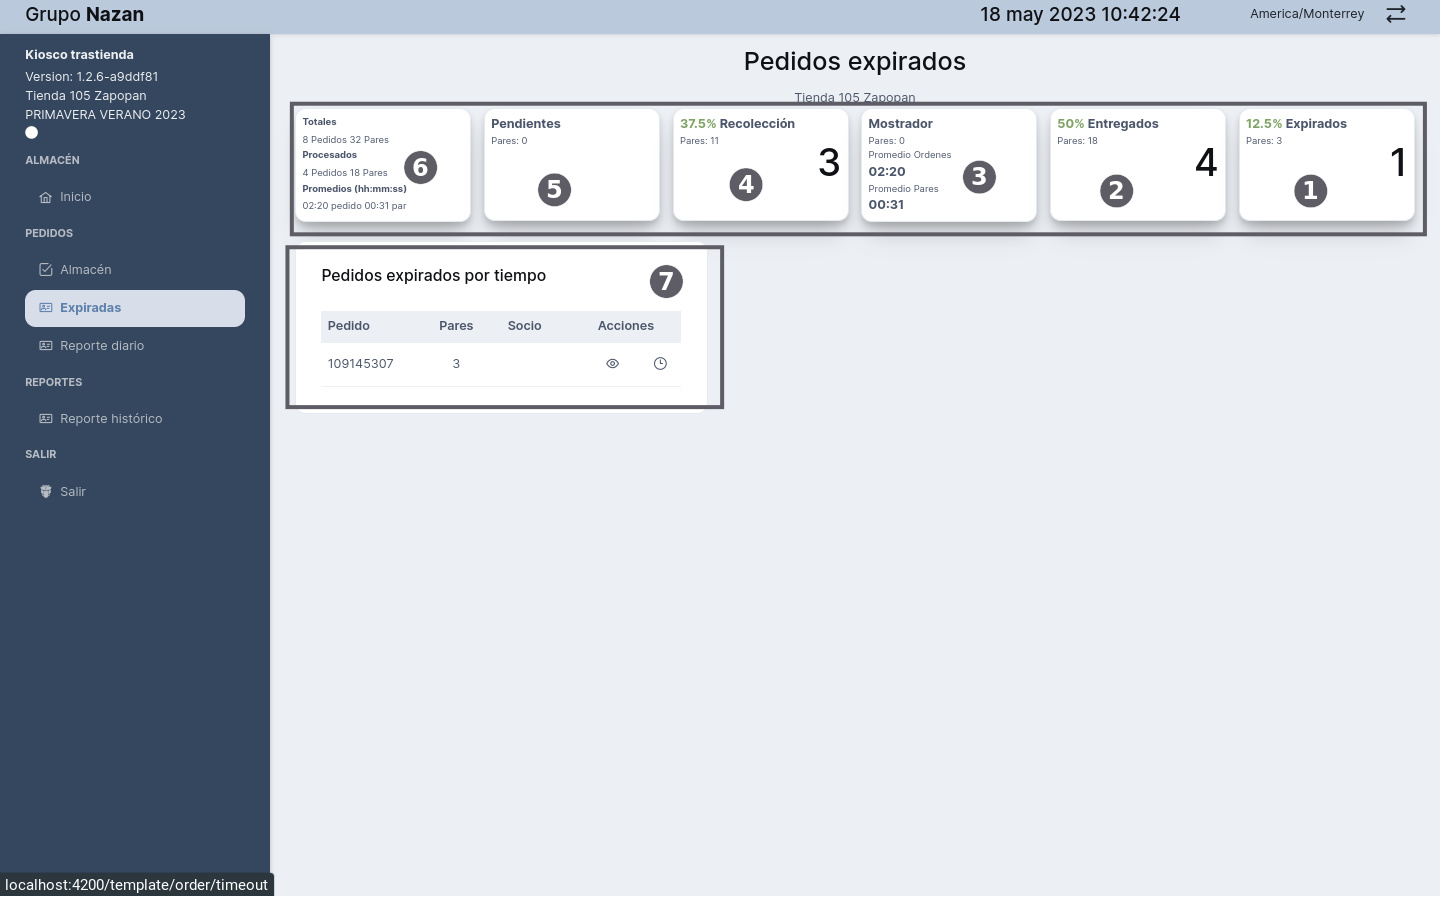 Grupo Nazan
18 may 2023 10:42:24
America/Monterrey
Kiosco trastienda
Version: 1.2.6-a9ddf81
Tienda 105 Zapopan
PRIMAVERA VERANO 2023
ALMACÉN
Inicio
PEDIDOS
Almacén
Expiradas
Reporte diario
REPORTES
Reporte histórico
SALIR
Salir
Pedidos expirados
Tienda 105 Zapopan
Totales
8 Pedidos 32 Pares
Procesados
4 Pedidos 18 Pares
Promedios (hh:mm:ss)
02:20 pedido 00:31 par
6
Pendientes
Pares: 0
5
37.5% Recolección
Pares: 11
3
4
Mostrador
Pares: 0
Promedio Ordenes
02:20
Promedio Pares
00:31
3
50% Entregados
Pares: 18
4
2
12.5% Expirados
Pares: 3
1
1
Pedidos expirados por tiempo
7
Pedido Pares Socio Acciones
109145307 3
localhost:4200/template/order/timeout